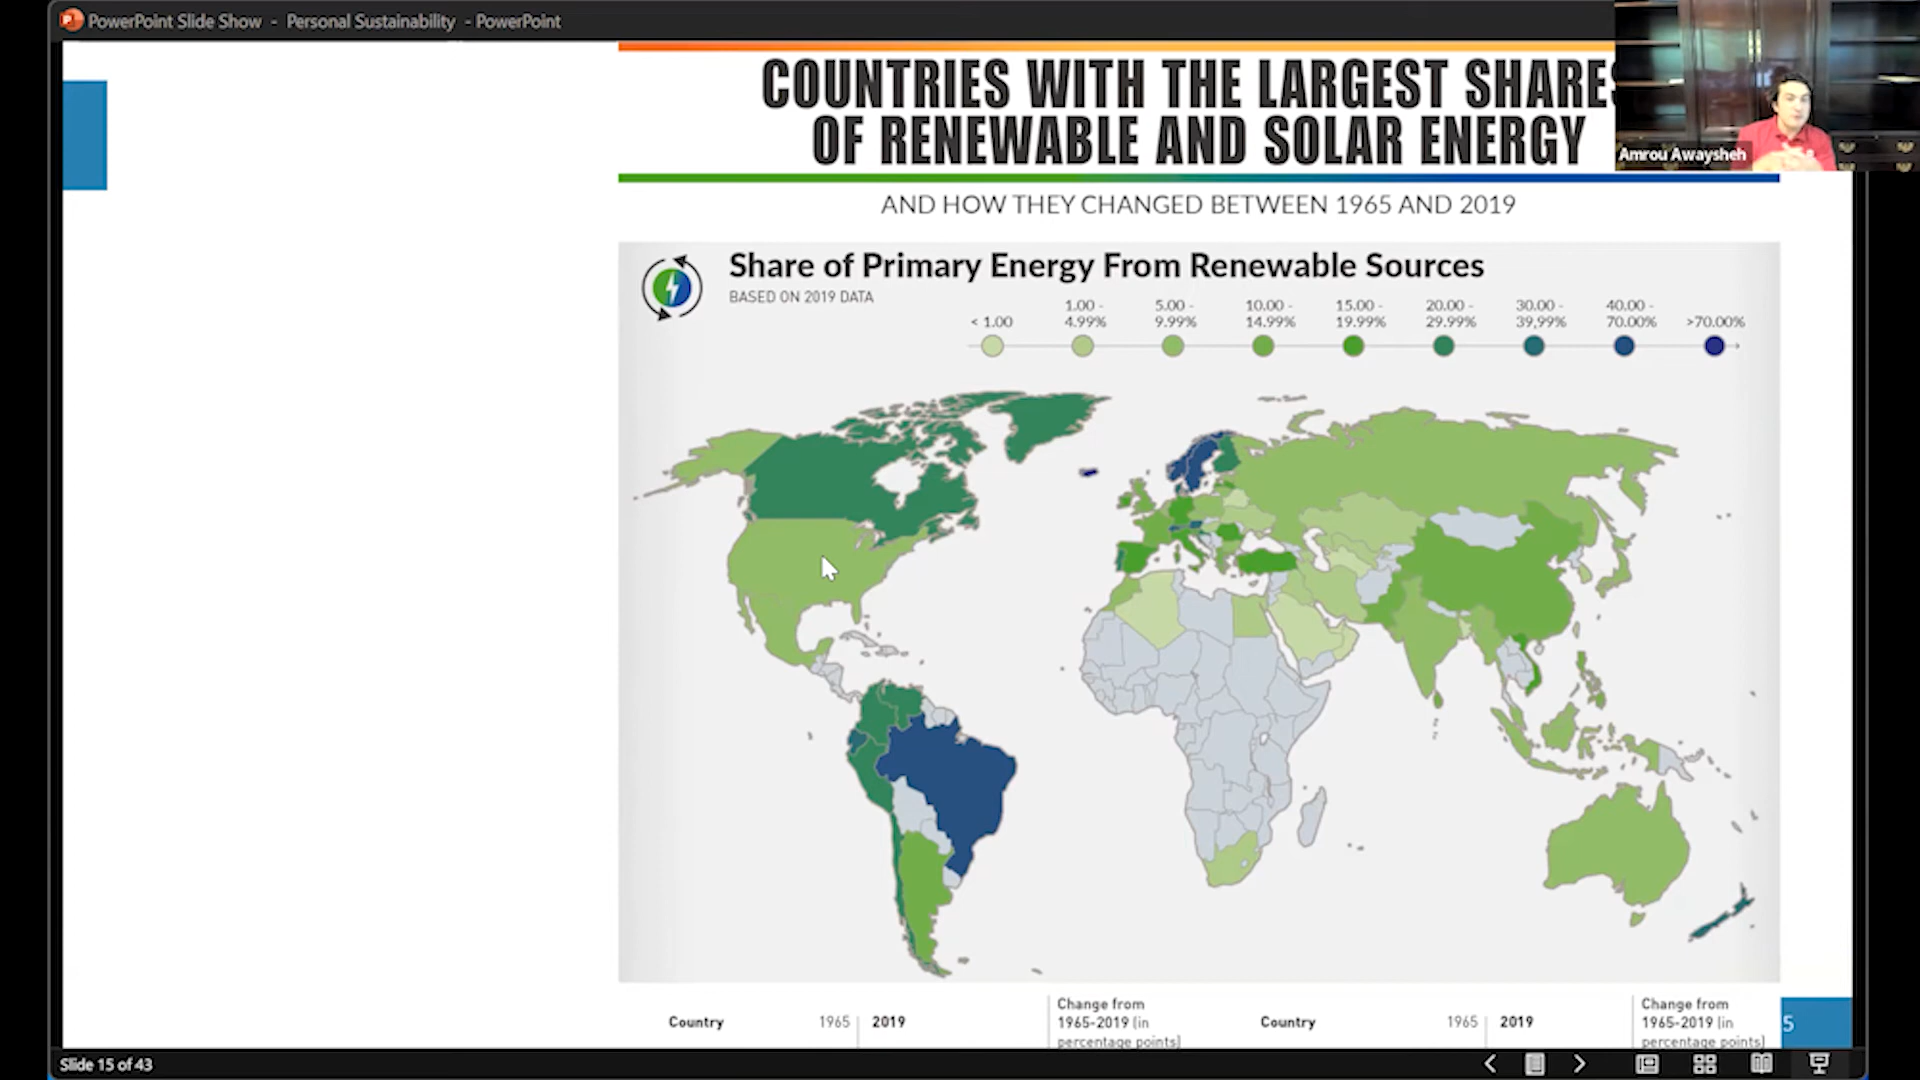 PowerPoint Slide Show - Personal Sustainability - PowerPoint
COUNTRIES WITH THE LARGEST SHARES
OF RENEWABLE AND SOLAR ENERGY
Amrou Awaysheh
AND HOW THEY CHANGED BETWEEN 1965 AND 2019
Share of Primary Energy From Renewable Sources
BASED ON 2019 DATA
< 1.00
1.00 -
4.99%
5.00 -
9.99%
10.00 -
14.99%
15.00 -
19.99%
20.00 -
29.99%
30.00 -
39,99%
40.00 -
70.00%
>70.00%
Country 1965 2019
Change from
1965-2019 (in
percentage points)
Country 1965 2019
Change from
1965-2019 (in
percentage points)
5
Slide 15 of 43